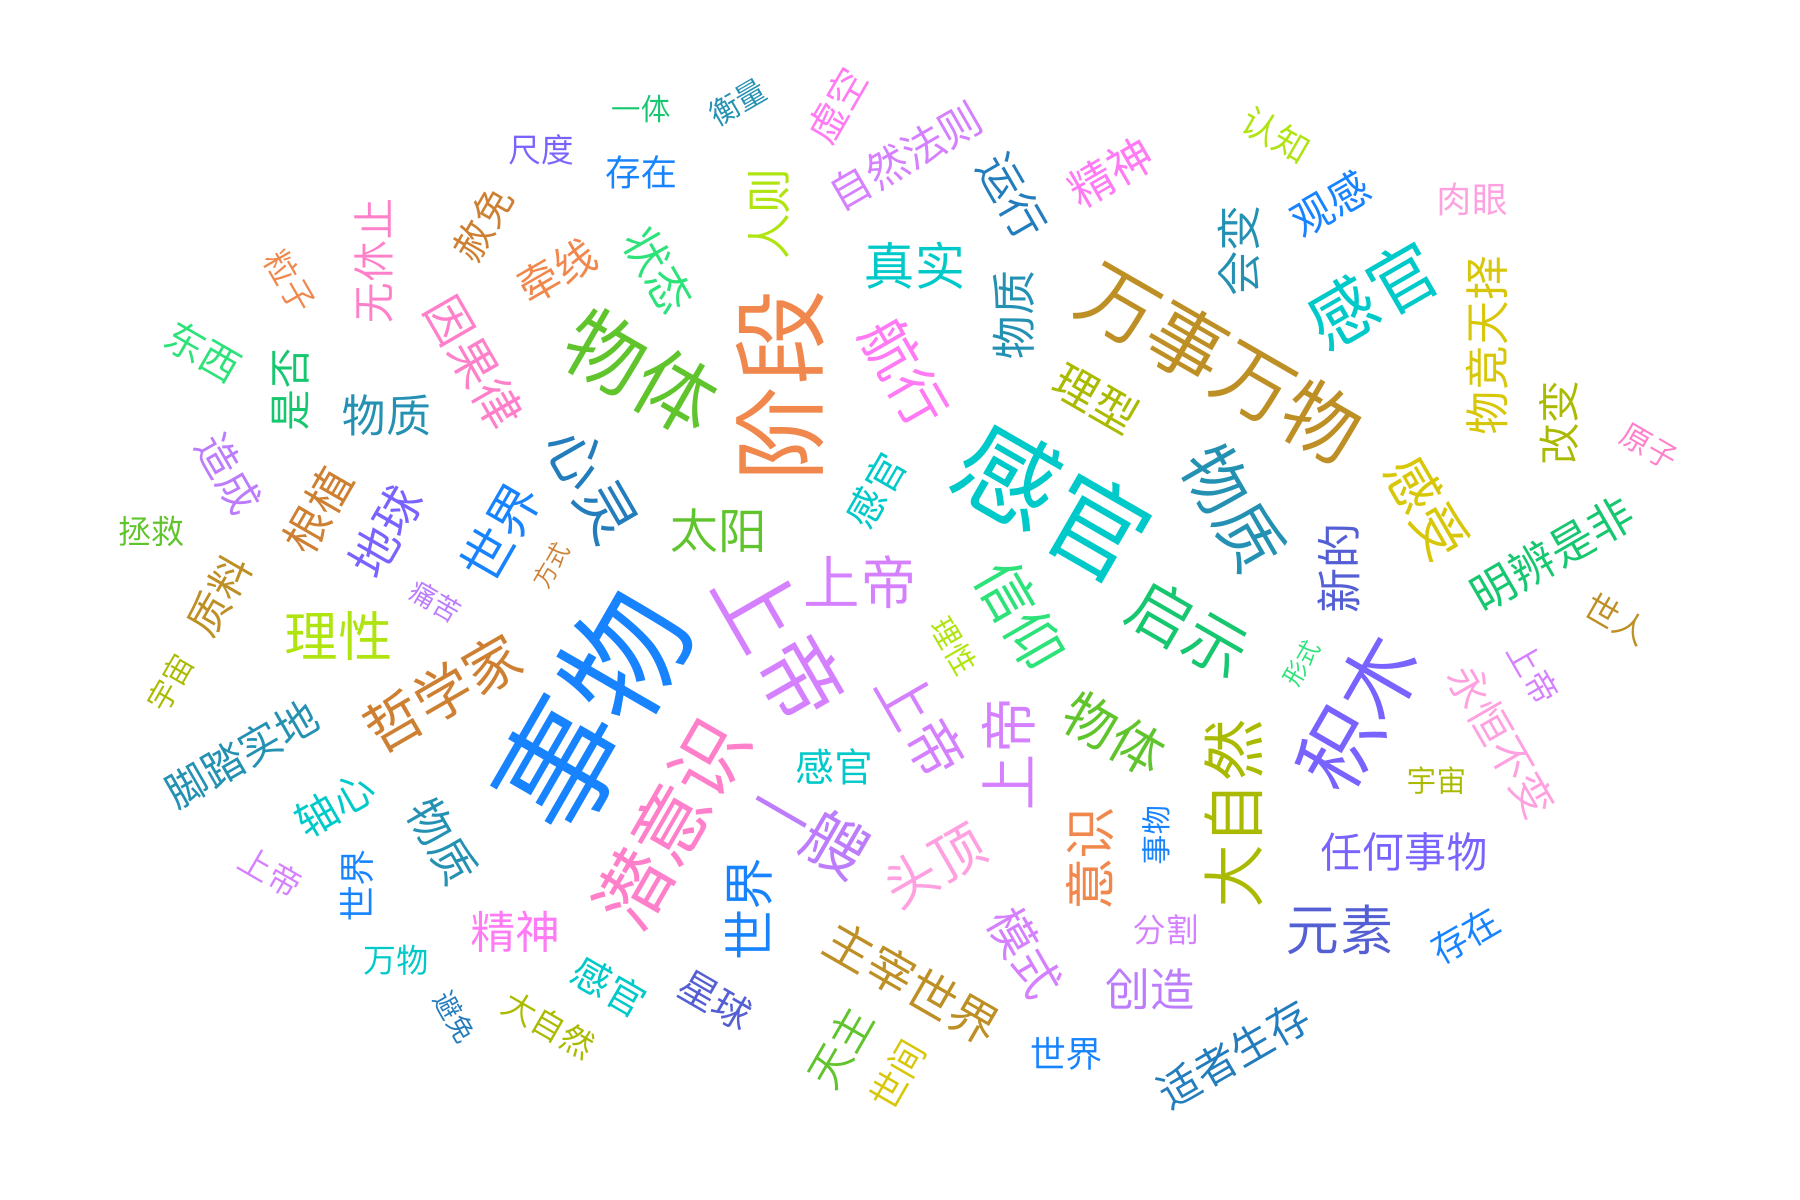 一体
衡量
虚空
自然法则
认知
尺度
存在
人则
运行
精神
观感
肉眼
赦免
无休止
牵线
状态
真实
会变
感官
粒子
因果律
物体
阶段
航行
物质
万事万物
物竞天择
东西
是否
物质
理型
改变
原子
造成
根植
地球
世界
心灵
太阳
感官
感官
物质
感受
新的
明辨是非
拯救
质料
痛苦
方式
上帝
上帝
信仰
启示
世人
宇宙
理性
哲学家
事物
理性
形式
积木
永恒不变
上帝
脚踏实地
轴心
物质
潜意识
感官
一艘
上帝
上帝
物体
大自然
宇宙
上帝
世界
世界
头顶
意识
事物
任何事物
万物
精神
感官
星球
主宰世界
模式
分割
创造
元素
存在
避免
大自然
天主
世间
世界
适者生存